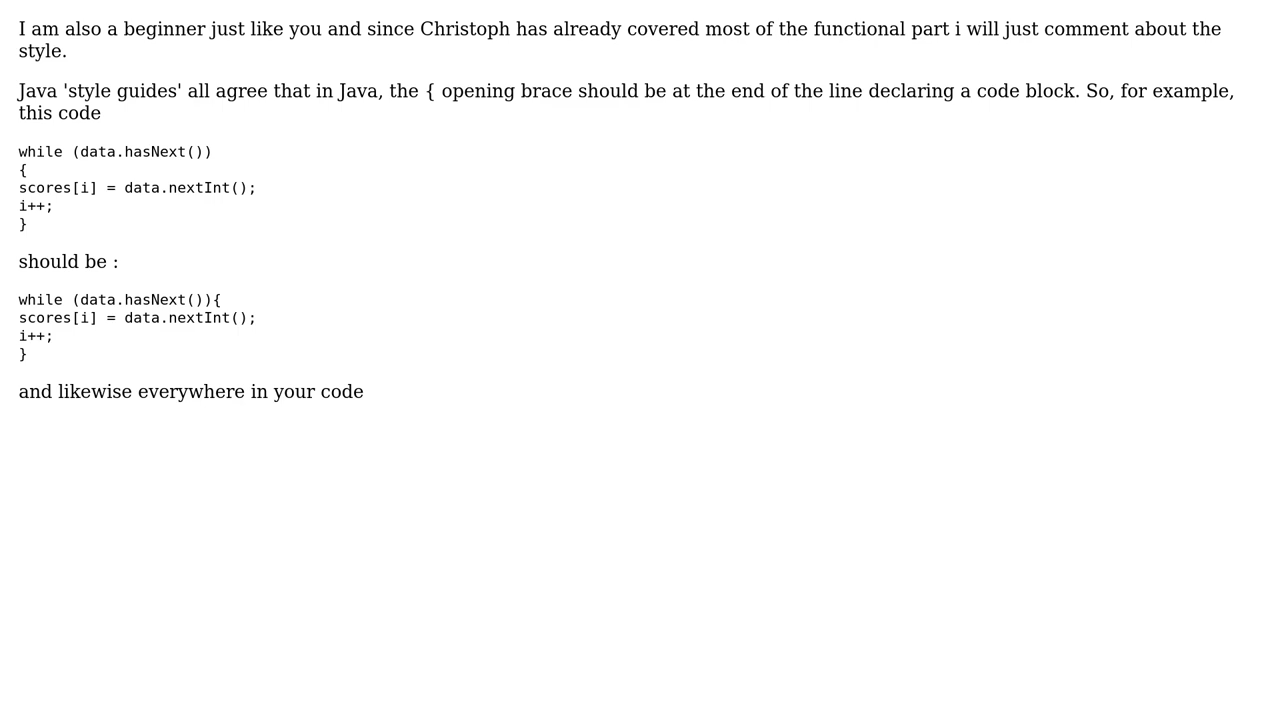 I am also a beginner just like you and since Christoph has already covered most of the functional part i will just comment about the
style.
Java 'style guides' all agree that in Java, the { opening brace should be at the end of the line declaring a code block. So, for example,
this code
while (data.hasNext())
{
scores[i] = data.nextInt();
i++;
}
should be :
while (data.hasNext()){
scores[i] = data.nextInt();
i++;
}
and likewise everywhere in your code